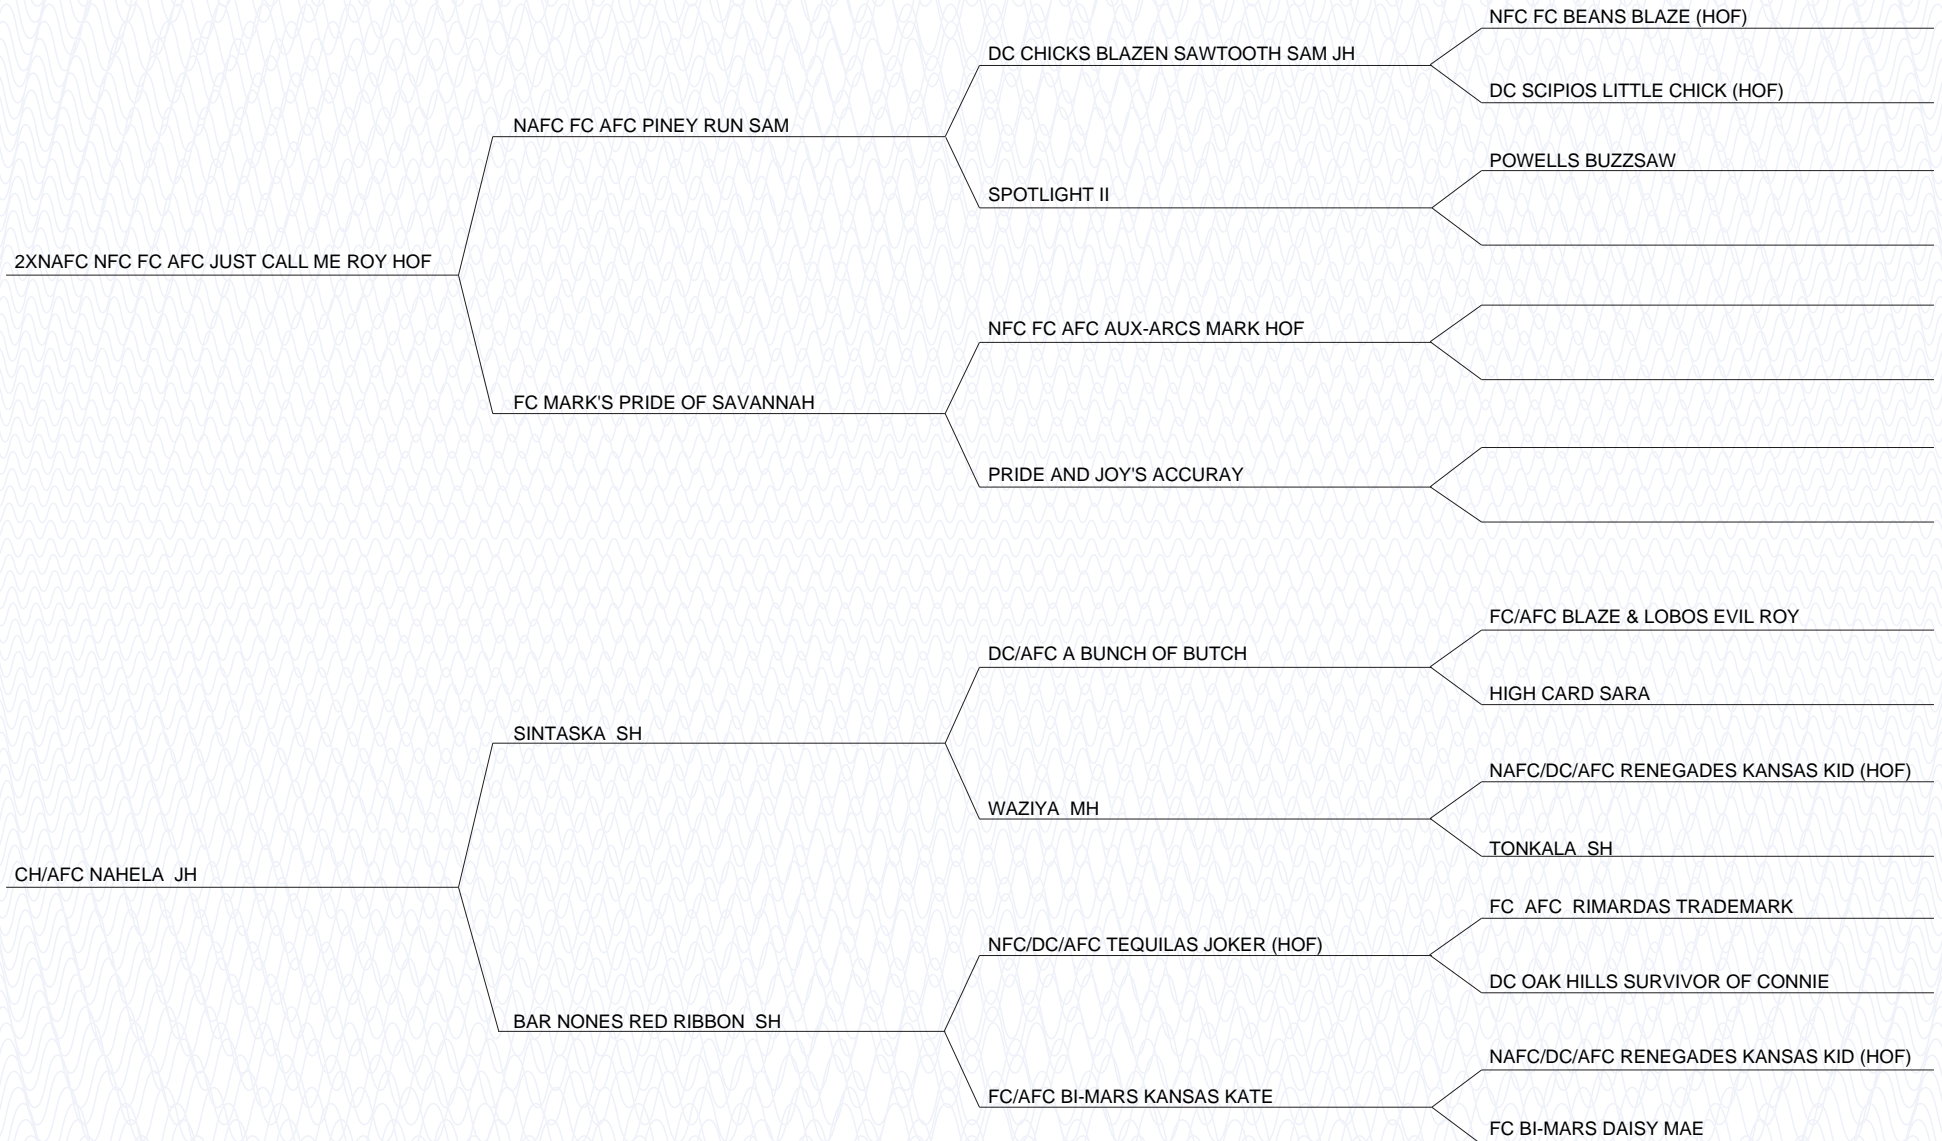 NFC FC BEANS BLAZE (HOF)
DC CHICKS BLAZEN SAWTOOTH SAM JH
DC SCIPIOS LITTLE CHICK (HOF)
NAFC FC AFC PINEY RUN SAM
POWELLS BUZZSAW
SPOTLIGHT II
2XNAFC NFC FC AFC JUST CALL ME ROY HOF
NFC FC AFC AUX-ARCS MARK HOF
FC MARK'S PRIDE OF SAVANNAH
PRIDE AND JOY'S ACCURAY
FC/AFC BLAZE & LOBOS EVIL ROY
DC/AFC A BUNCH OF BUTCH
HIGH CARD SARA
SINTASKA  SH
NAFC/DC/AFC RENEGADES KANSAS KID (HOF)
WAZIYA  MH
TONKALA  SH
CH/AFC NAHELA  JH
FC  AFC  RIMARDAS TRADEMARK
NFC/DC/AFC TEQUILAS JOKER (HOF)
DC OAK HILLS SURVIVOR OF CONNIE
BAR NONES RED RIBBON  SH
NAFC/DC/AFC RENEGADES KANSAS KID (HOF)
FC/AFC BI-MARS KANSAS KATE
FC BI-MARS DAISY MAE